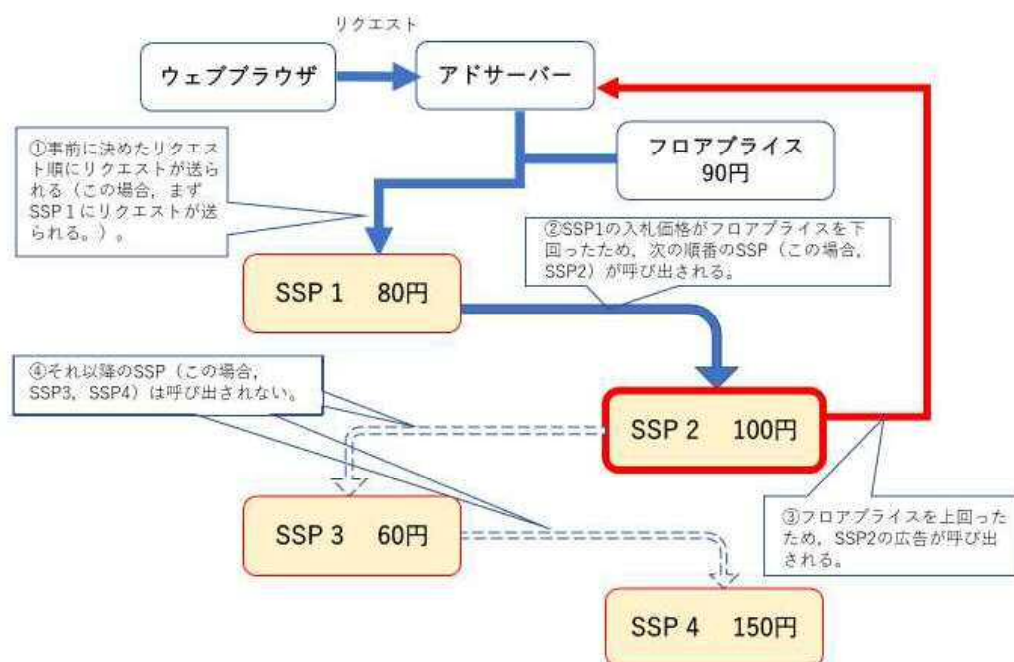 リクエスト
ウェブブラウザ
アドサーバー
①事前に決めたリクエス
ト順にリクエストが送ら
れる（この場合，まず
SSP１にリクエストが送
られる。）。
フロアプライス
90円
②SSP1の入札価格がフロアプライスを下
回ったため，次の順番のSSP（この場合，
SSP2）が呼び出される。
SSP 1 80円
④それ以降のSSP（この場合，
SSP3，SSP4）は呼び出されない。
SSP 2 100円
SSP 3 60円
③フロアプライスを上回った
ため，SSP2の広告が呼び出
される。
SSP 4 150円